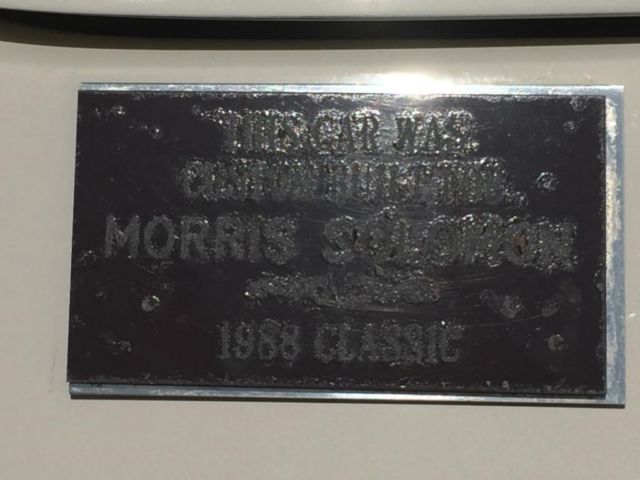 THIS CAR WAS
CUSTOM BUILT FOR
MORRIS SOLOMON
1988 CLASSIC